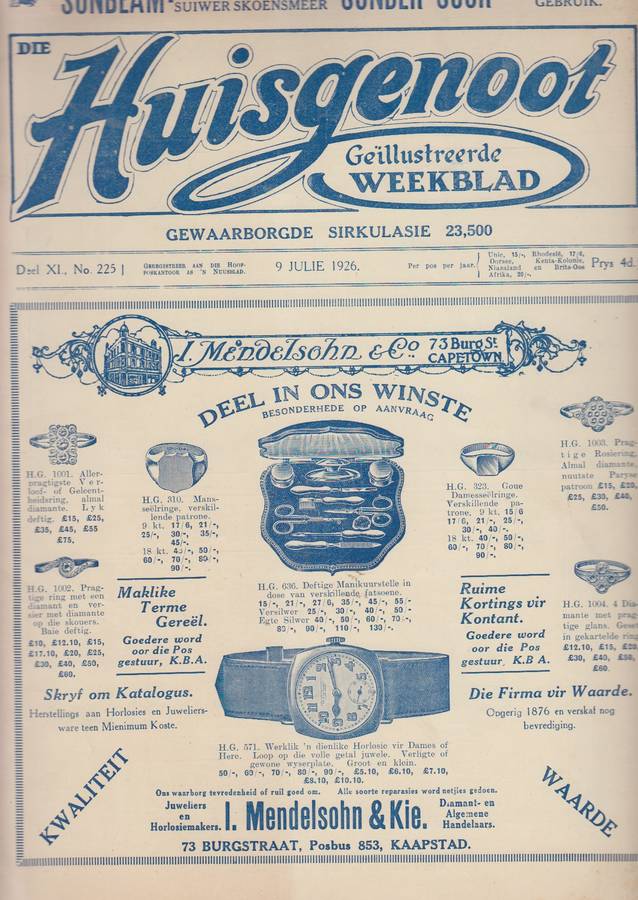 SUNBEAM-SUIWER SKOENSMEER SONDER GEBRUIK.
DIE
Huisgenoot
Geïllustreerde
WEEKBLAD
GEWAARBORGDE SIRKULASIE 23,500
Deel XI., No. 225 | GEREGISTREER AAN DIE HOOF-POSKANTOOR AS 'N NUUSBLAD. 9 JULIE 1926. Per pos per jaar. Prys 4d.
Unie, 15/-, Rhodesië, 17/6,
Oorsee, Kenia-Kolonie,
Niassland en Brits-Oos
Afrika, 20/-.
I. Mendelsohn & Co. 73 Burg St
CAPETOWN
DEEL IN ONS WINSTE
BESONDERHEDE OP AANVRAAG
H.G. 1001. Aller-
pragtigste Ver-
loof- of Geleent-
heidsring, almal
diamante. Lyk
deftig. £15, £25,
£35, £45, £55
£75.
H.G. 310. Mans-
seëlringe, verskil-
lende patrone.
9 kt. 17/6, 21/-,
25/-, 30/-, 35/-,
45/-.
18 kt. 45/-, 50/-,
60/-, 70/-, 80/-,
90/-.
H.G. 323. Goue
Damesseëlringe.
Verskillende pa-
trone. 9 kt. 15/6
17/6, 21/-, 25/-,
30/-, 40/-.
18 kt. 40/-, 50/-,
60/-, 70/-, 80/-,
90/-.
H.G. 1003. Prag-
tige Rosiering,
Almal diamante,
nuutste Paryse
patroon £15, £20,
£25, £30, £40,
£50.
H.G. 1002. Prag-
tige ring met een
diamant en ver-
sier met diamante
op die skouers.
Baie deftig.
£10, £12.10, £15,
£17.10, £20, £25,
£30, £40, £50,
£60.
Maklike
Terme
Gereël.
Goedere word
oor die Pos
gestuur, K.B.A.
H.G. 636. Deftige Manikuurstelle in
dose van verskillende fatsoene.
15/-, 21/-, 27/6, 35/-, 45/-, 55/-
Versilwer 25/-, 30/-, 40/-, 50/-
Egte Silwer 40/-, 50/-, 60/-, 70/-
80/-, 90/-, 110/-, 130/-.
Ruime
Kortings vir
Kontant.
Goedere word
oor die Pos
gestuur, K.B.A.
H.G. 1004. 4 Dia-
mante met prag-
tige glans. Geset
in gekartelde ring
£12.10, £15, £20
£30, £40, £50,
£60.
Skryf om Katalogus.
Herstellings aan Horlosies en Juweliers-
ware teen Mienimum Koste.
Die Firma vir Waarde.
Opgerig 1876 en verskaf nog
bevrediging.
H.G. 571. Werklik 'n dienlike Horlosie vir Dames of
Here. Loop op die volle getal juwele. Verligte of
gewone wyserplate. Groot en klein.
50/-, 60/-, 70/-, 80/-, 90/-, £5.10, £6.10, £7.10,
£8.10, £10.10.
KWALITEIT
WAARDE
Ons waarborg tevredenheid of ruil goed om. Alle soorte reparasies word netjies gedoen.
Juweliers
en
Horlosiemakers.
I. Mendelsohn & Kie.
Diamant- en
Algemene
Handelaars.
73 BURGSTRAAT, Posbus 853, KAAPSTAD.